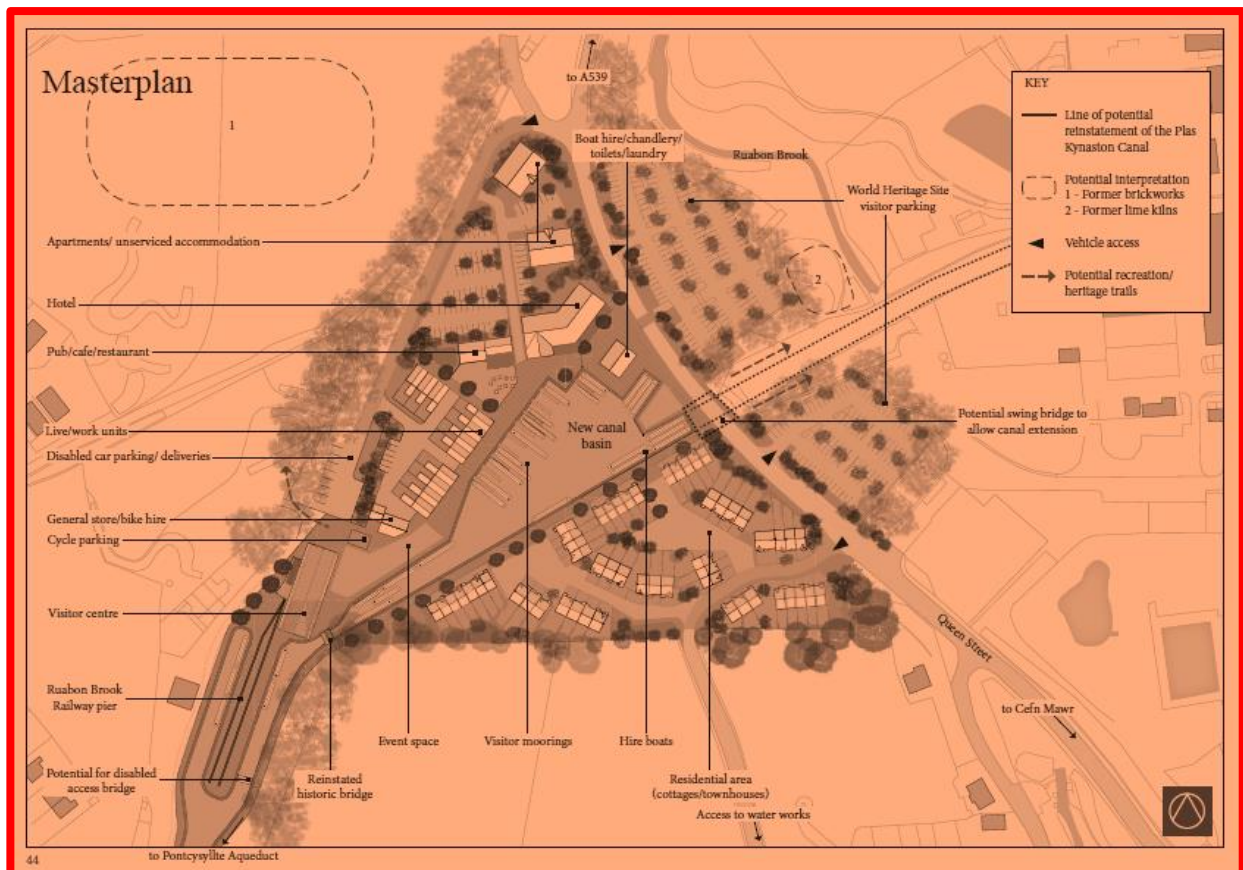 Masterplan
1
to A539
Boat hire/chandlery/
toilets/laundry
Ruabon Brook
World Heritage Site
visitor parking
KEY
Line of potential
reinstatement of the Plas
Kynaston Canal
Potential interpretation
1 - Former brickworks
2 - Former lime kilns
Vehicle access
Potential recreation/
heritage trails
2
Apartments/ unserviced accommodation
Hotel
Pub/cafe/restaurant
Live/work units
Disabled car parking/ deliveries
General store/bike hire
Cycle parking
Visitor centre
Ruabon Brook
Railway pier
Potential for disabled
access bridge
New canal
basin
Potential swing bridge to
allow canal extension
Queen Street
to Cefn Mawr
Event space
Visitor moorings
Hire boats
Reinstated
historic bridge
Residential area
(cottages/townhouses)
Access to water works
to Pontcysyllte Aqueduct
44